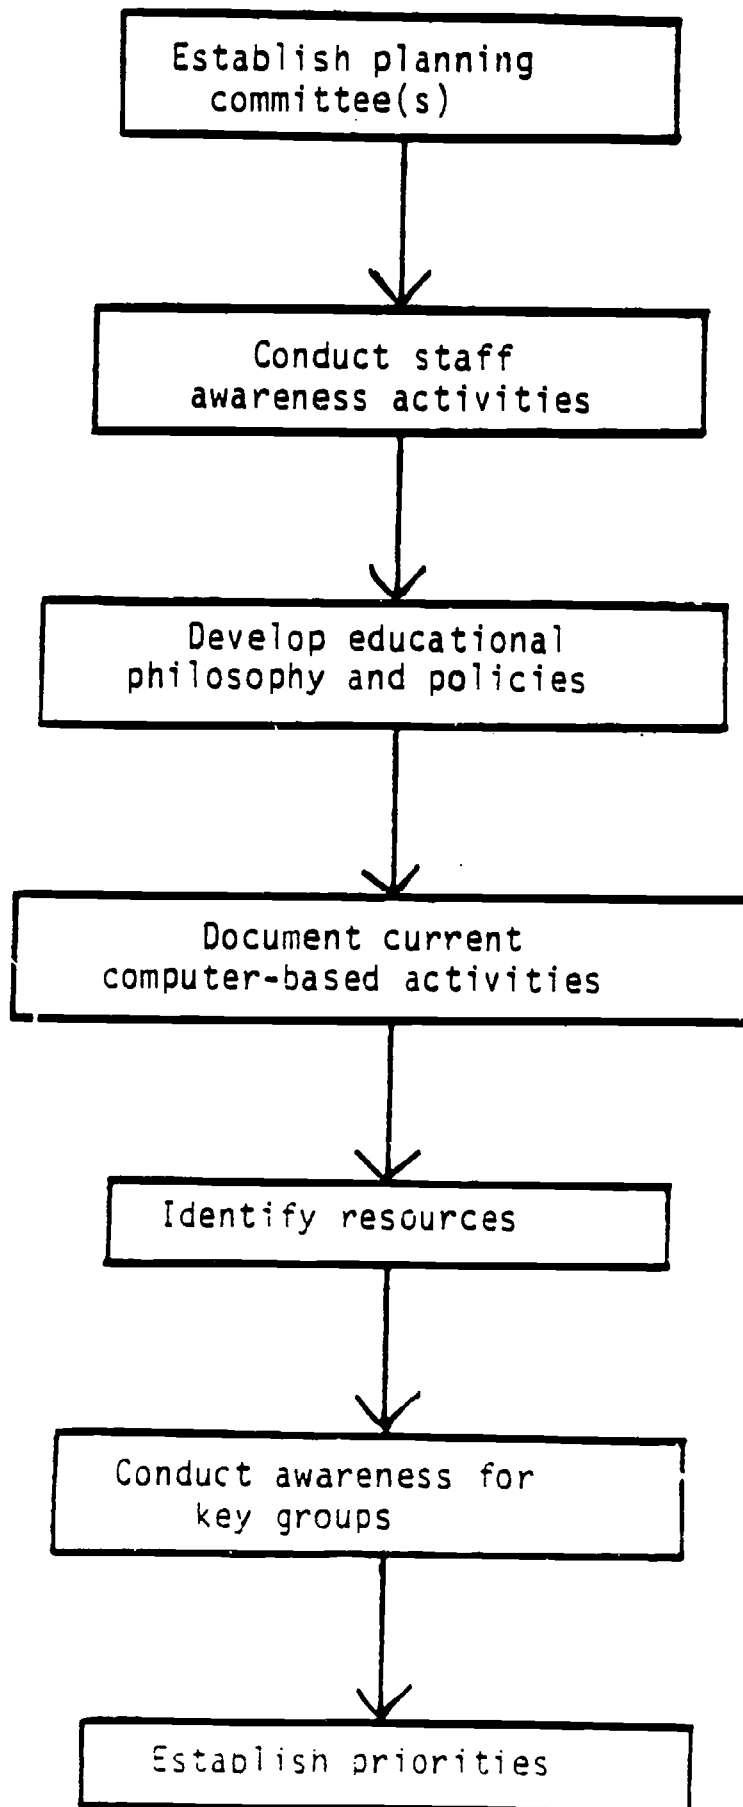 Establish planning
committee(s)
Conduct staff
awareness activities
Develop educational
philosophy and policies
Document current
computer-based activities
Identify resources
Conduct awareness for
key groups
Establish priorities